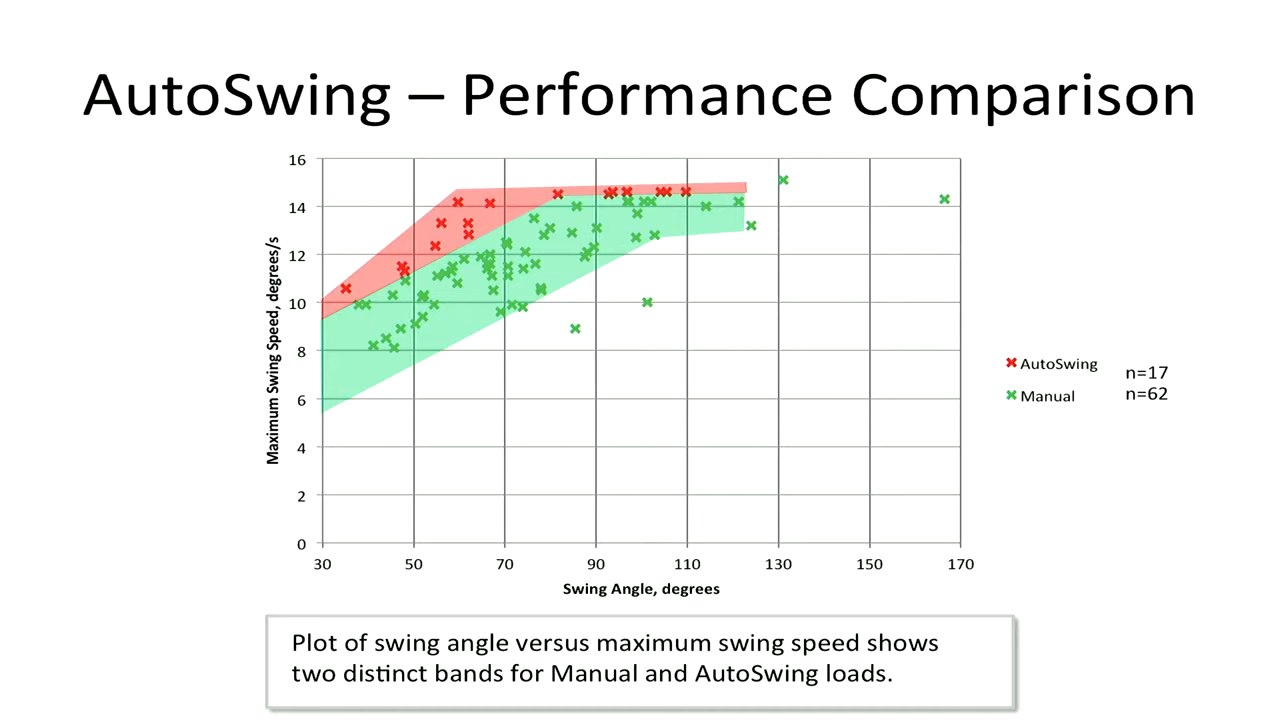 AutoSwing – Performance Comparison
16
14
12
10
8
6
4
2
0
Maximum Swing Speed, degrees/s
30 50 70 90 110 130 150 170
Swing Angle, degrees
AutoSwing n=17
Manual n=62
Plot of swing angle versus maximum swing speed shows
two distinct bands for Manual and AutoSwing loads.